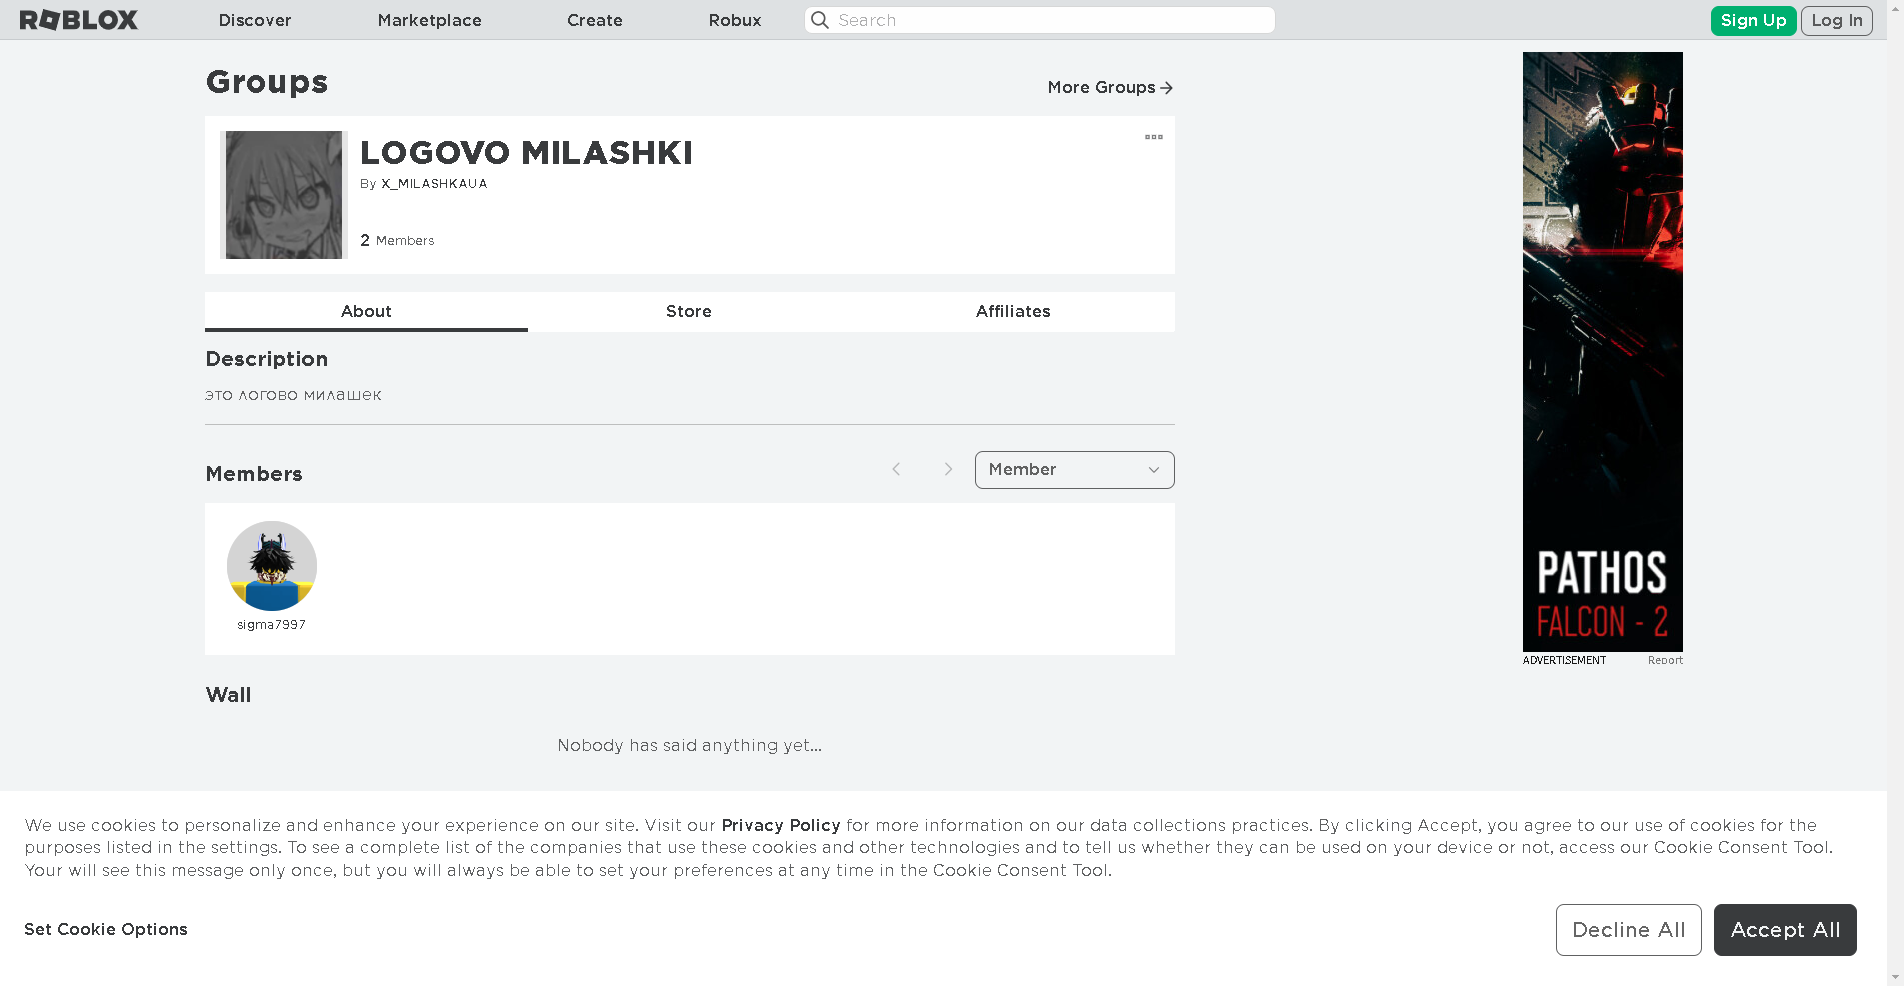 ROBLOX Discover Marketplace Create Robux Search Sign Up Log In
Groups
More Groups
LOGOVO MILASHKI
By X_MILASHKAUA
2 Members
About Store Affiliates
Description
это логово милашек
Members
Member
sigma7997
Wall
Nobody has said anything yet...
PATHOS
FALCON - 2
ADVERTISEMENT Report
We use cookies to personalize and enhance your experience on our site. Visit our Privacy Policy for more information on our data collections practices. By clicking Accept, you agree to our use of cookies for the
purposes listed in the settings. To see a complete list of the companies that use these cookies and other technologies and to tell us whether they can be used on your device or not, access our Cookie Consent Tool.
Your will see this message only once, but you will always be able to set your preferences at any time in the Cookie Consent Tool.
Set Cookie Options
Decline All Accept All